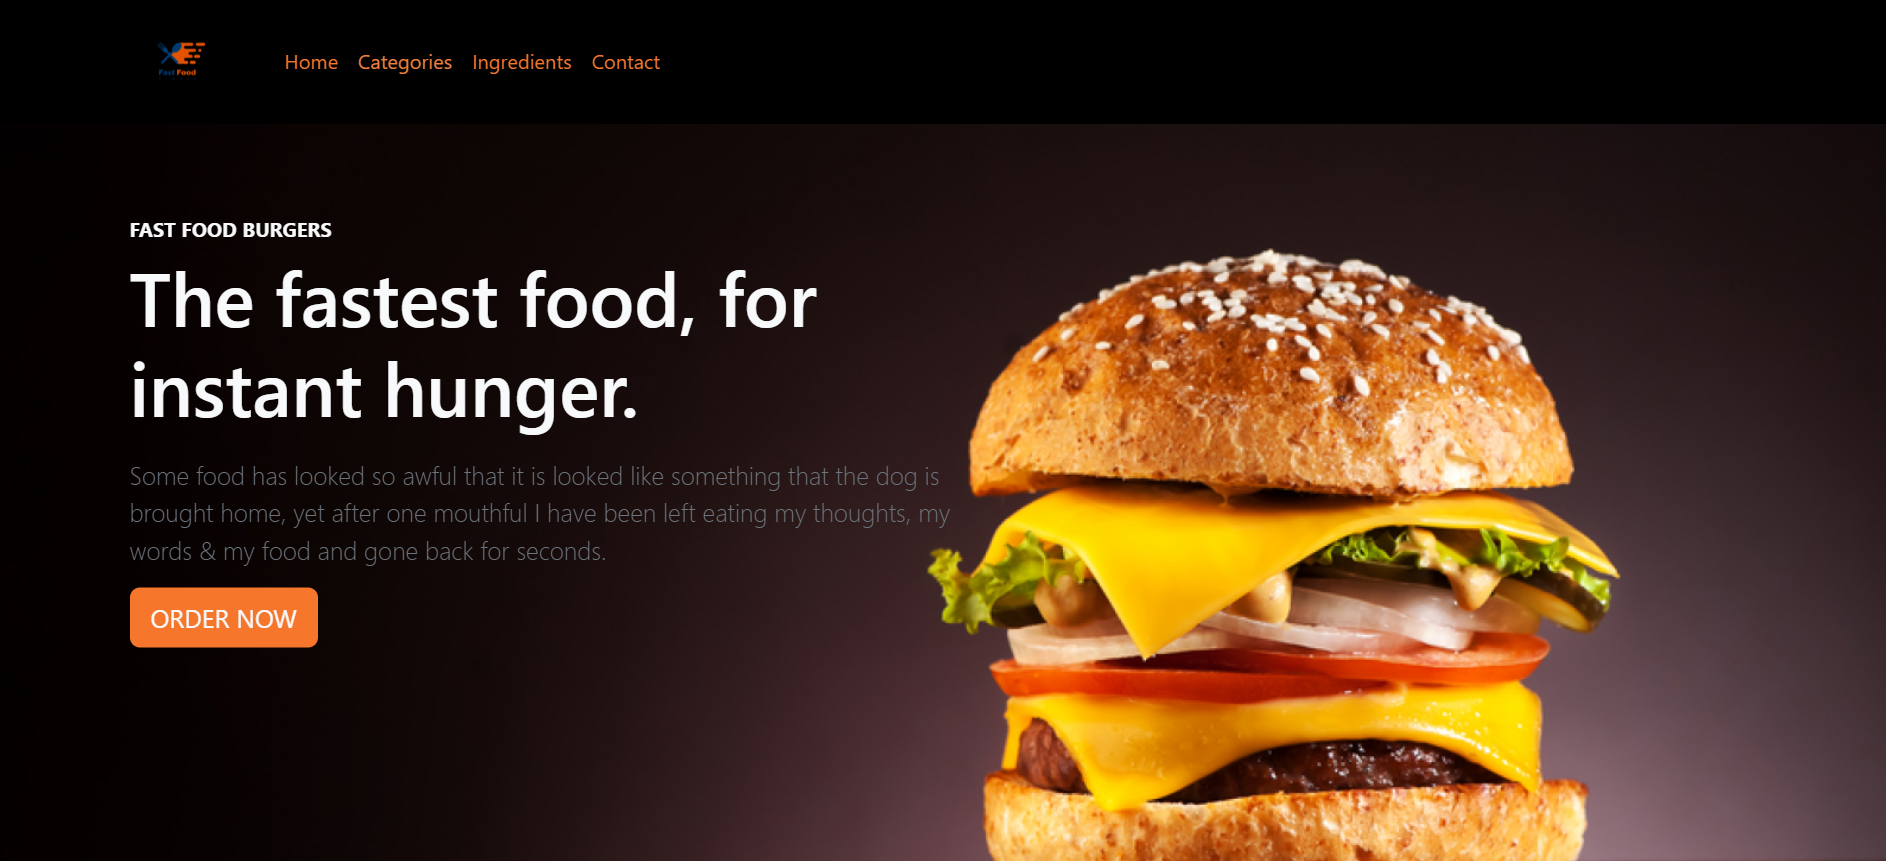 Fast Food
Home Categories Ingredients Contact
FAST FOOD BURGERS
The fastest food, for
instant hunger.
Some food has looked so awful that it is looked like something that the dog is
brought home, yet after one mouthful I have been left eating my thoughts, my
words & my food and gone back for seconds.
ORDER NOW